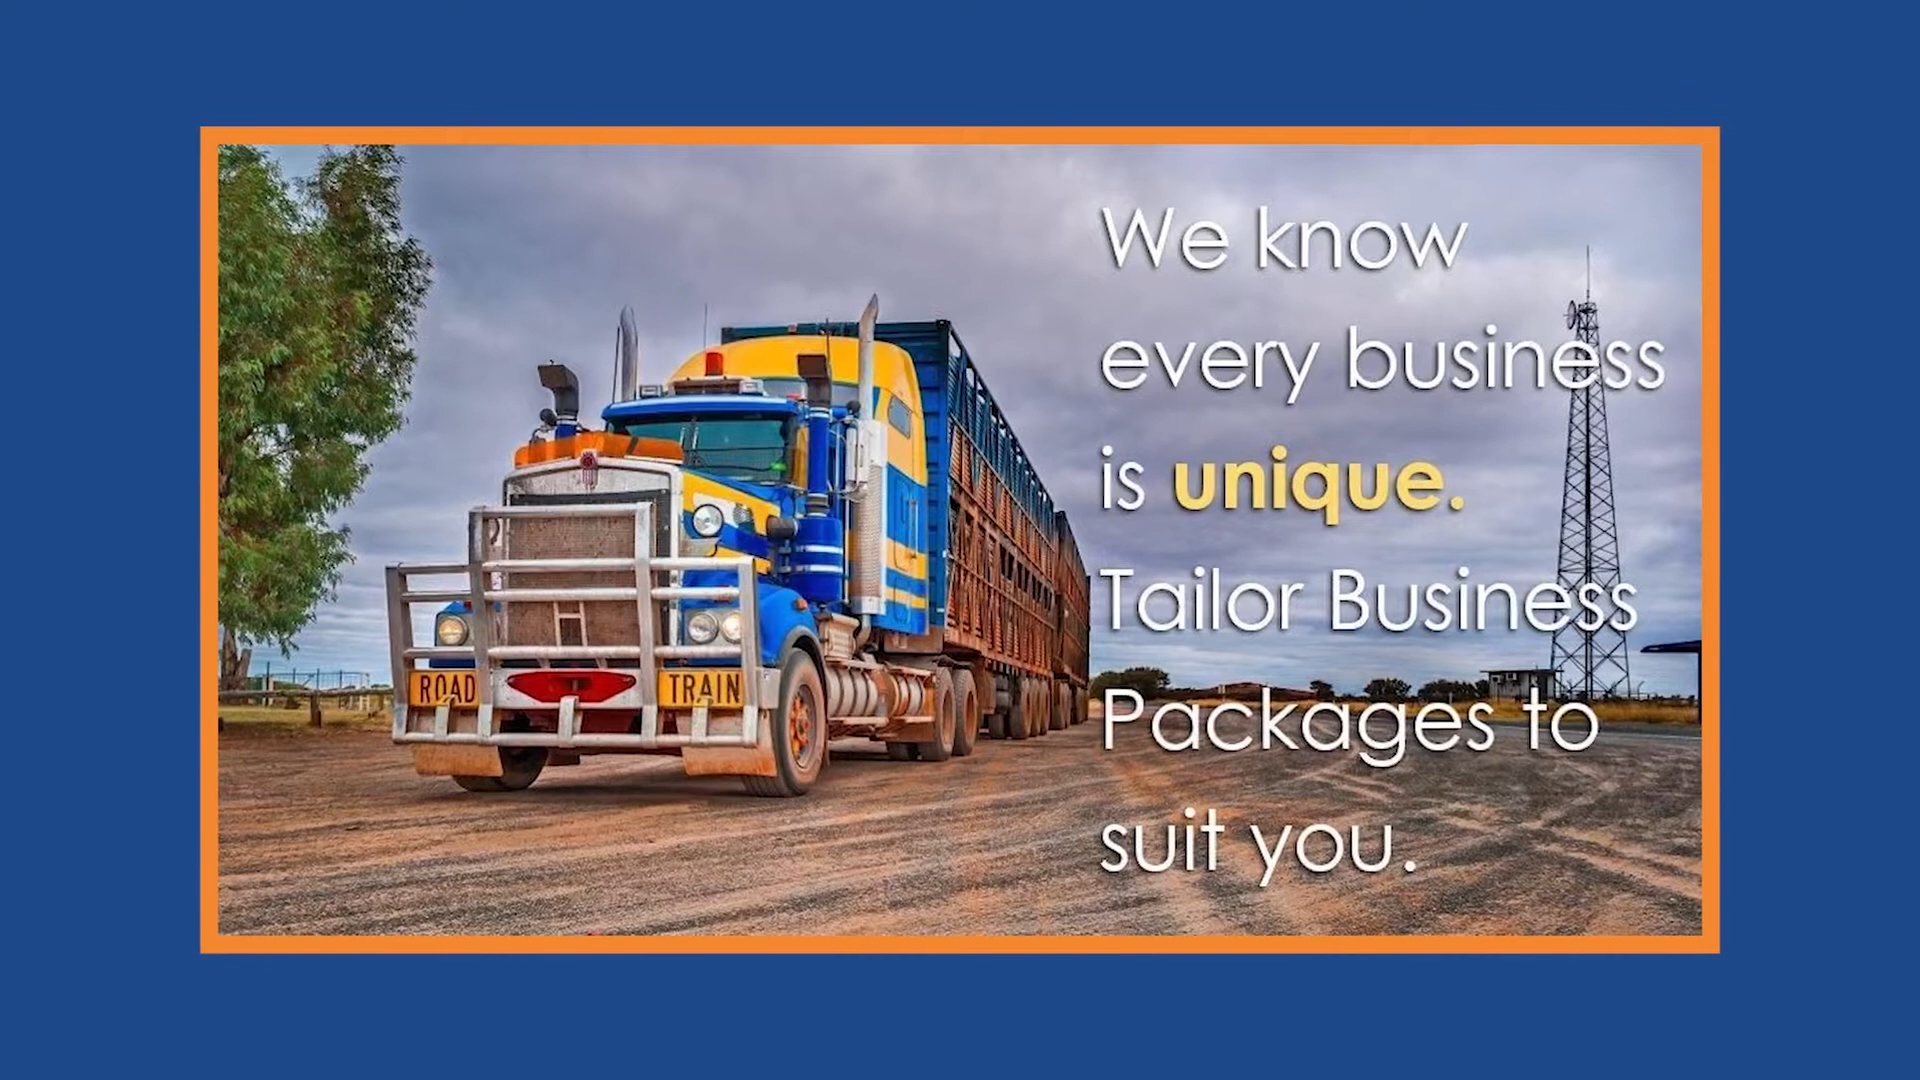 We know
every business
is unique.
Tailor Business
Packages to
suit you.
ROAD TRAIN